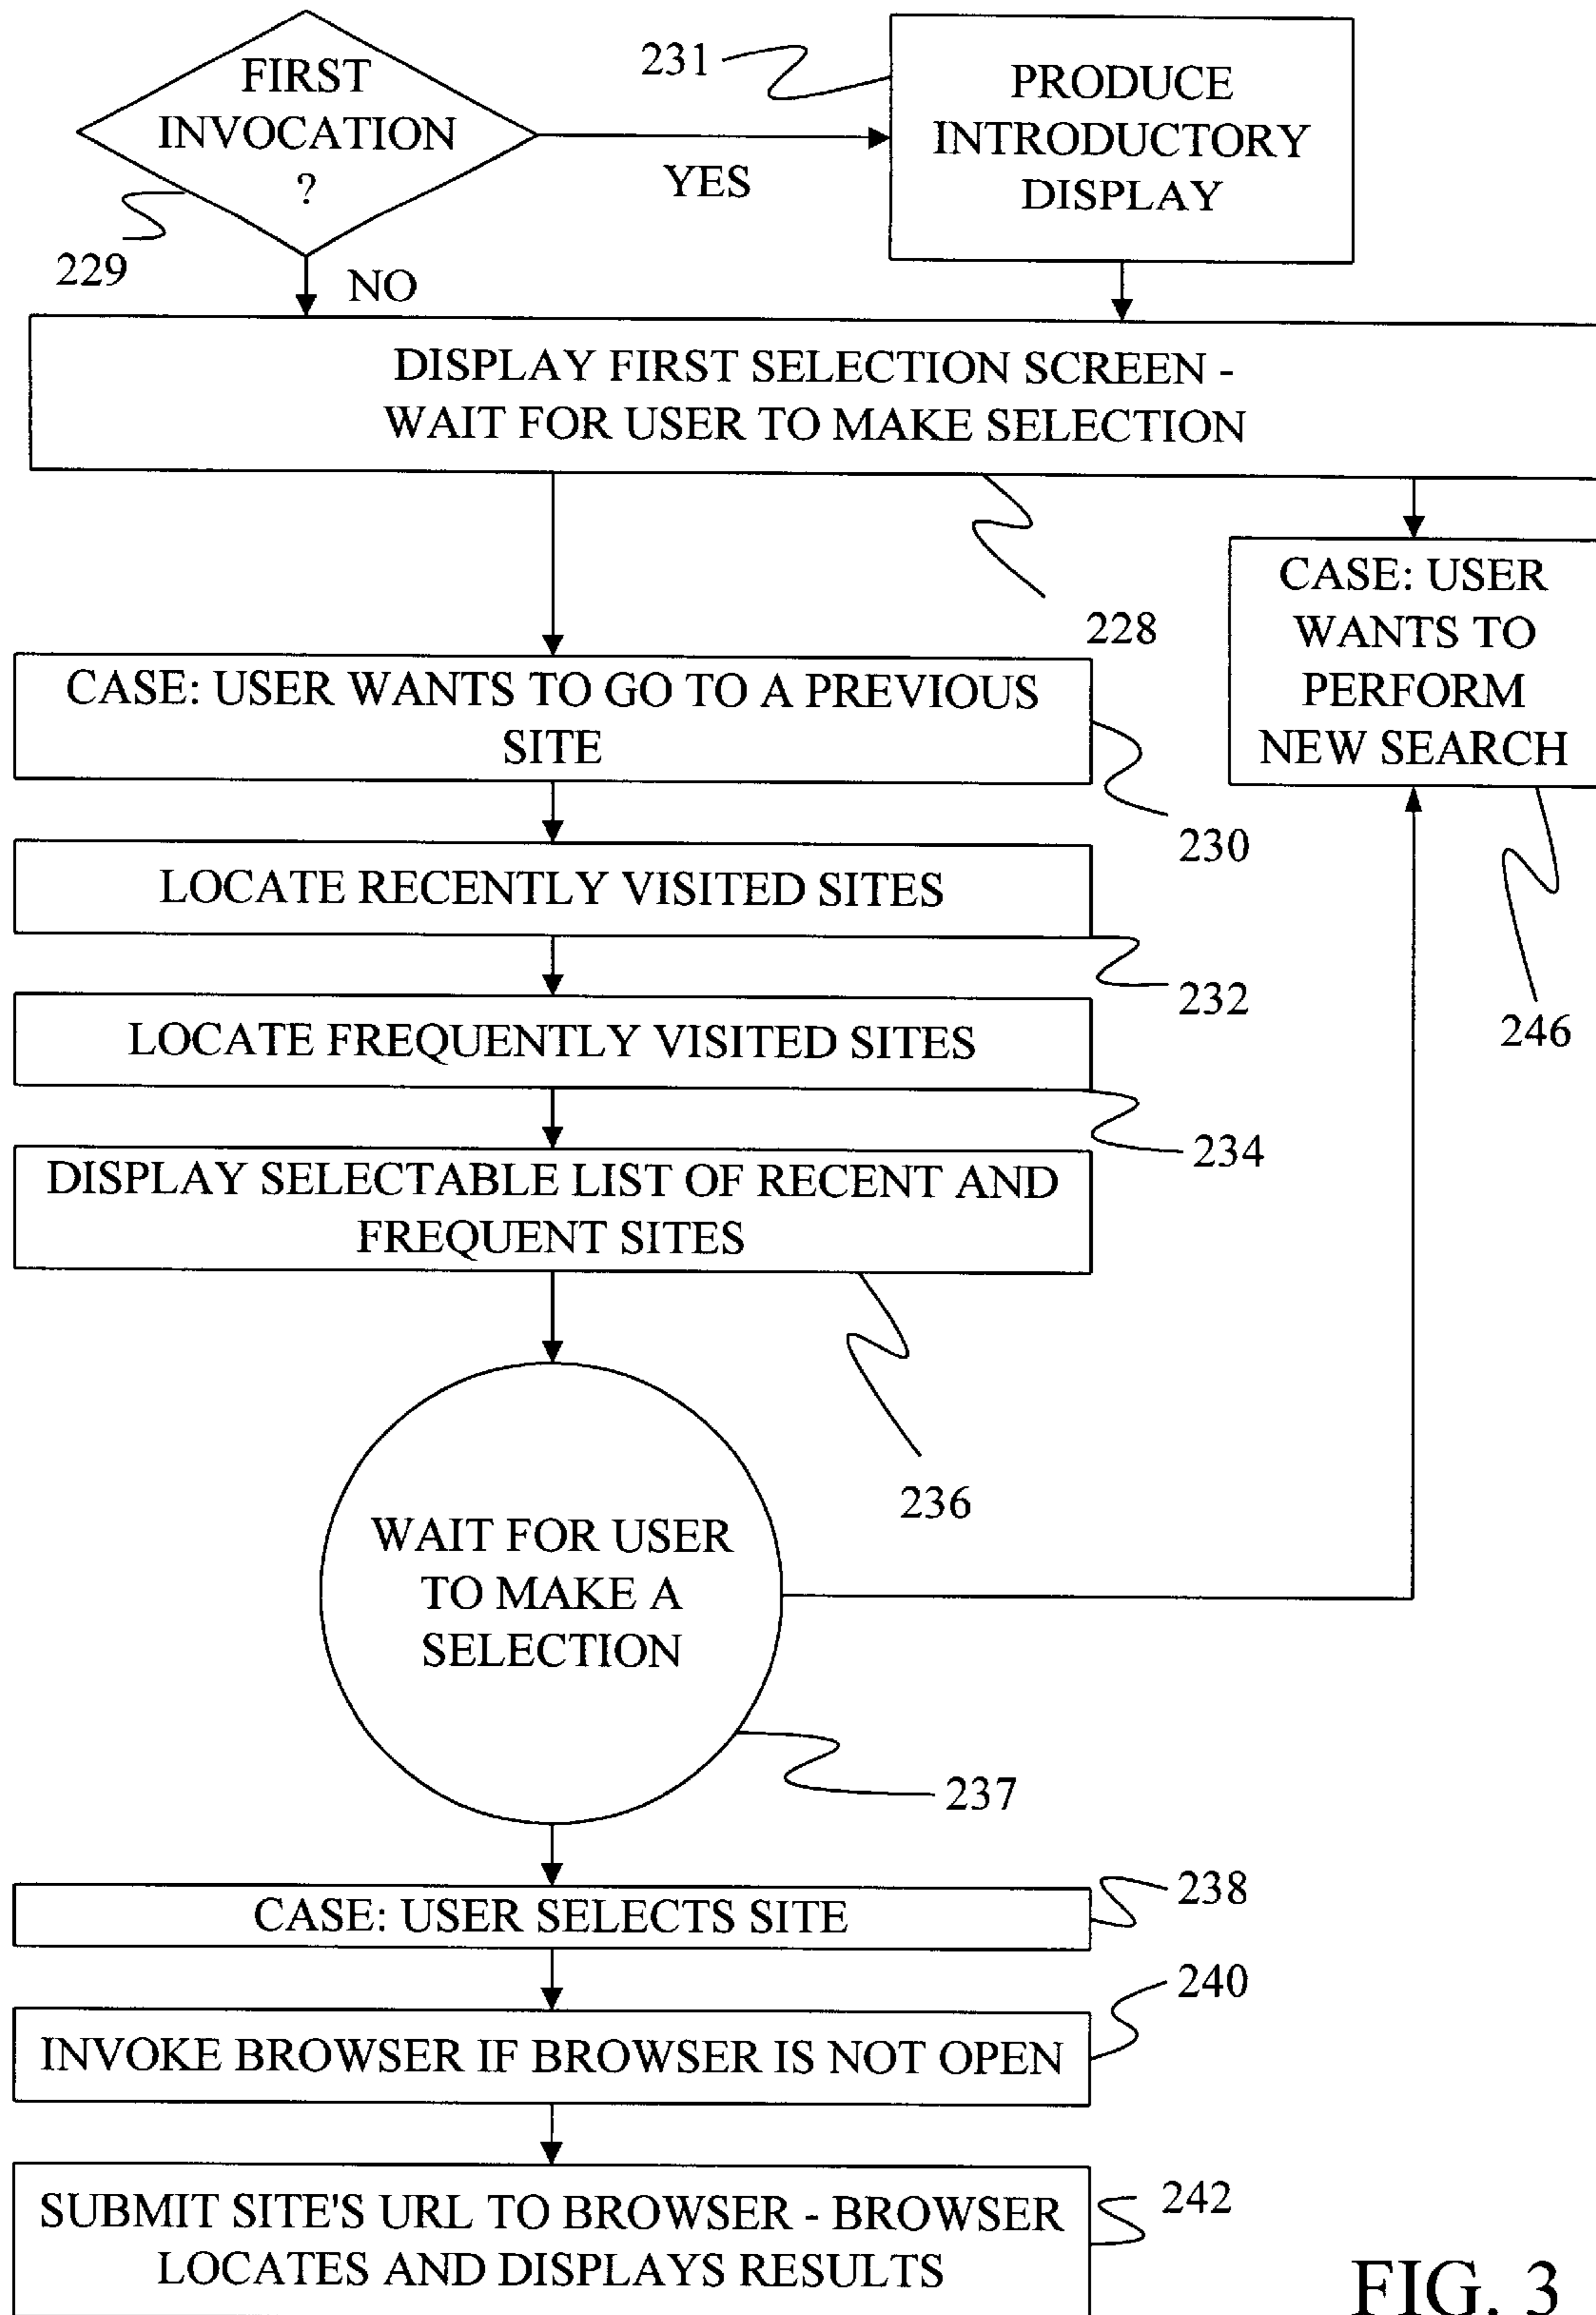 FIRST
INVOCATION
?
229
YES
NO
231
PRODUCE
INTRODUCTORY
DISPLAY
DISPLAY FIRST SELECTION SCREEN -
WAIT FOR USER TO MAKE SELECTION
228
CASE: USER
WANTS TO
PERFORM
NEW SEARCH
246
CASE: USER WANTS TO GO TO A PREVIOUS
SITE
230
LOCATE RECENTLY VISITED SITES
232
LOCATE FREQUENTLY VISITED SITES
234
DISPLAY SELECTABLE LIST OF RECENT AND
FREQUENT SITES
236
WAIT FOR USER
TO MAKE A
SELECTION
237
CASE: USER SELECTS SITE
238
INVOKE BROWSER IF BROWSER IS NOT OPEN
240
SUBMIT SITE'S URL TO BROWSER - BROWSER
LOCATES AND DISPLAYS RESULTS
242
FIG. 3